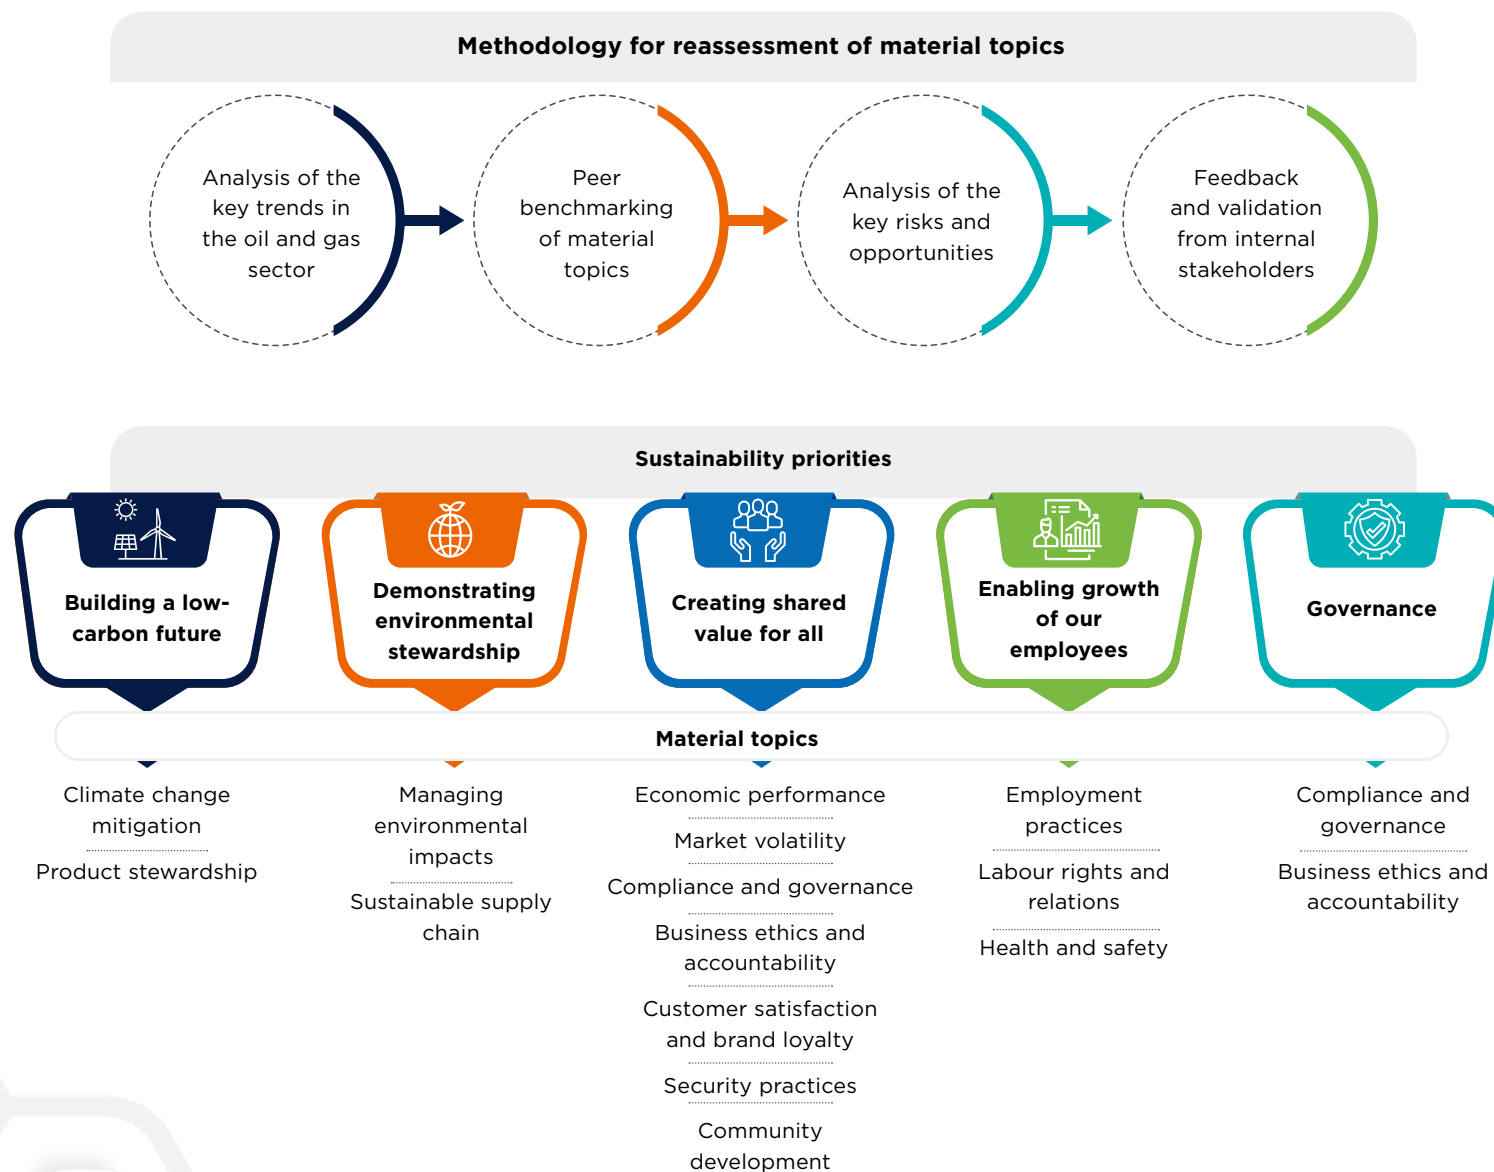 Methodology for reassessment of material topics
Analysis of the
key trends in
the oil and gas
sector
Peer
benchmarking
of material
topics
Analysis of the
key risks and
opportunities
Feedback
and validation
from internal
stakeholders
Sustainability priorities
Building a low-
carbon future
Demonstrating
environmental
stewardship
Creating shared
value for all
Enabling growth
of our
employees
Governance
Material topics
Climate change
mitigation
Product stewardship
Managing
environmental
impacts
Sustainable supply
chain
Economic performance
Market volatility
Compliance and governance
Business ethics and
accountability
Customer satisfaction
and brand loyalty
Security practices
Community
development
Employment
practices
Labour rights and
relations
Health and safety
Compliance and
governance
Business ethics and
accountability